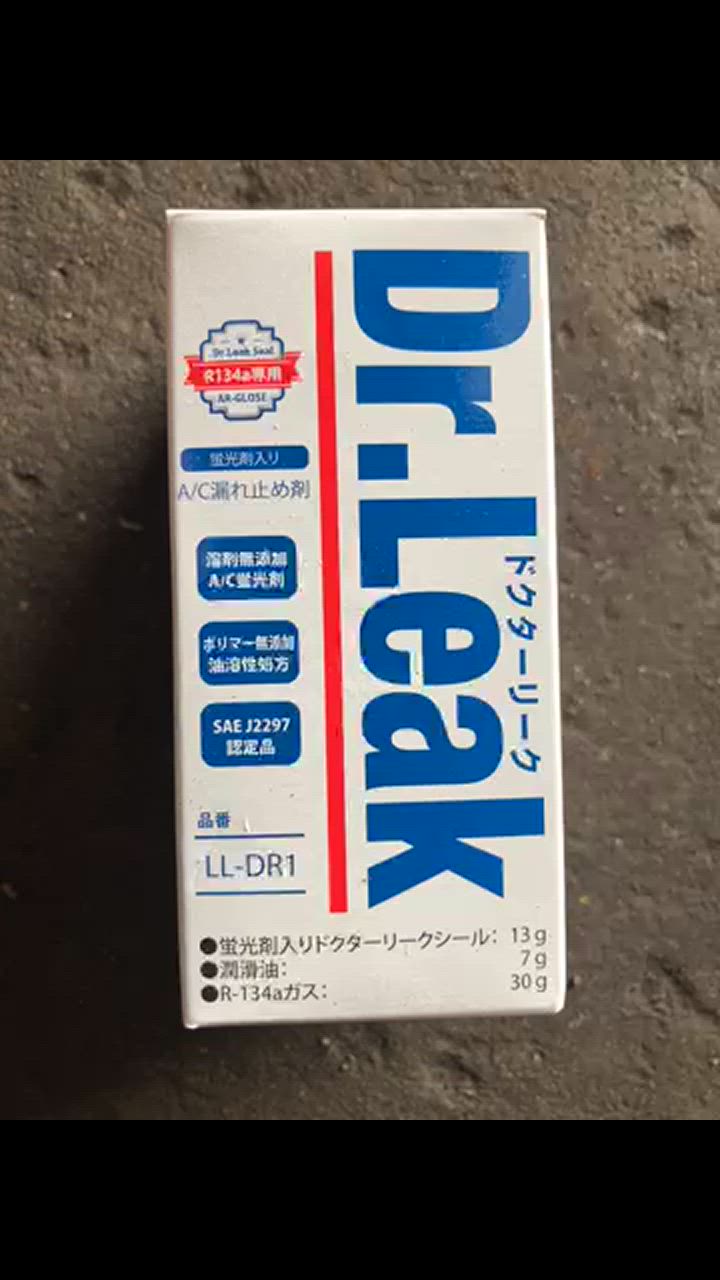 Dr.Leak
ドクターリーク
Dr.Leak Seal
R134a専用
AR-GLOSE
蛍光剤入り
A/C漏れ止め剤
溶剤無添加
A/C蛍光剤
ポリマー無添加
油溶性処方
SAE J2297
認定品
品番
LL-DR1
●蛍光剤入りドクターリークシール: 13g
●潤滑油: 7g
●R-134aガス: 30g